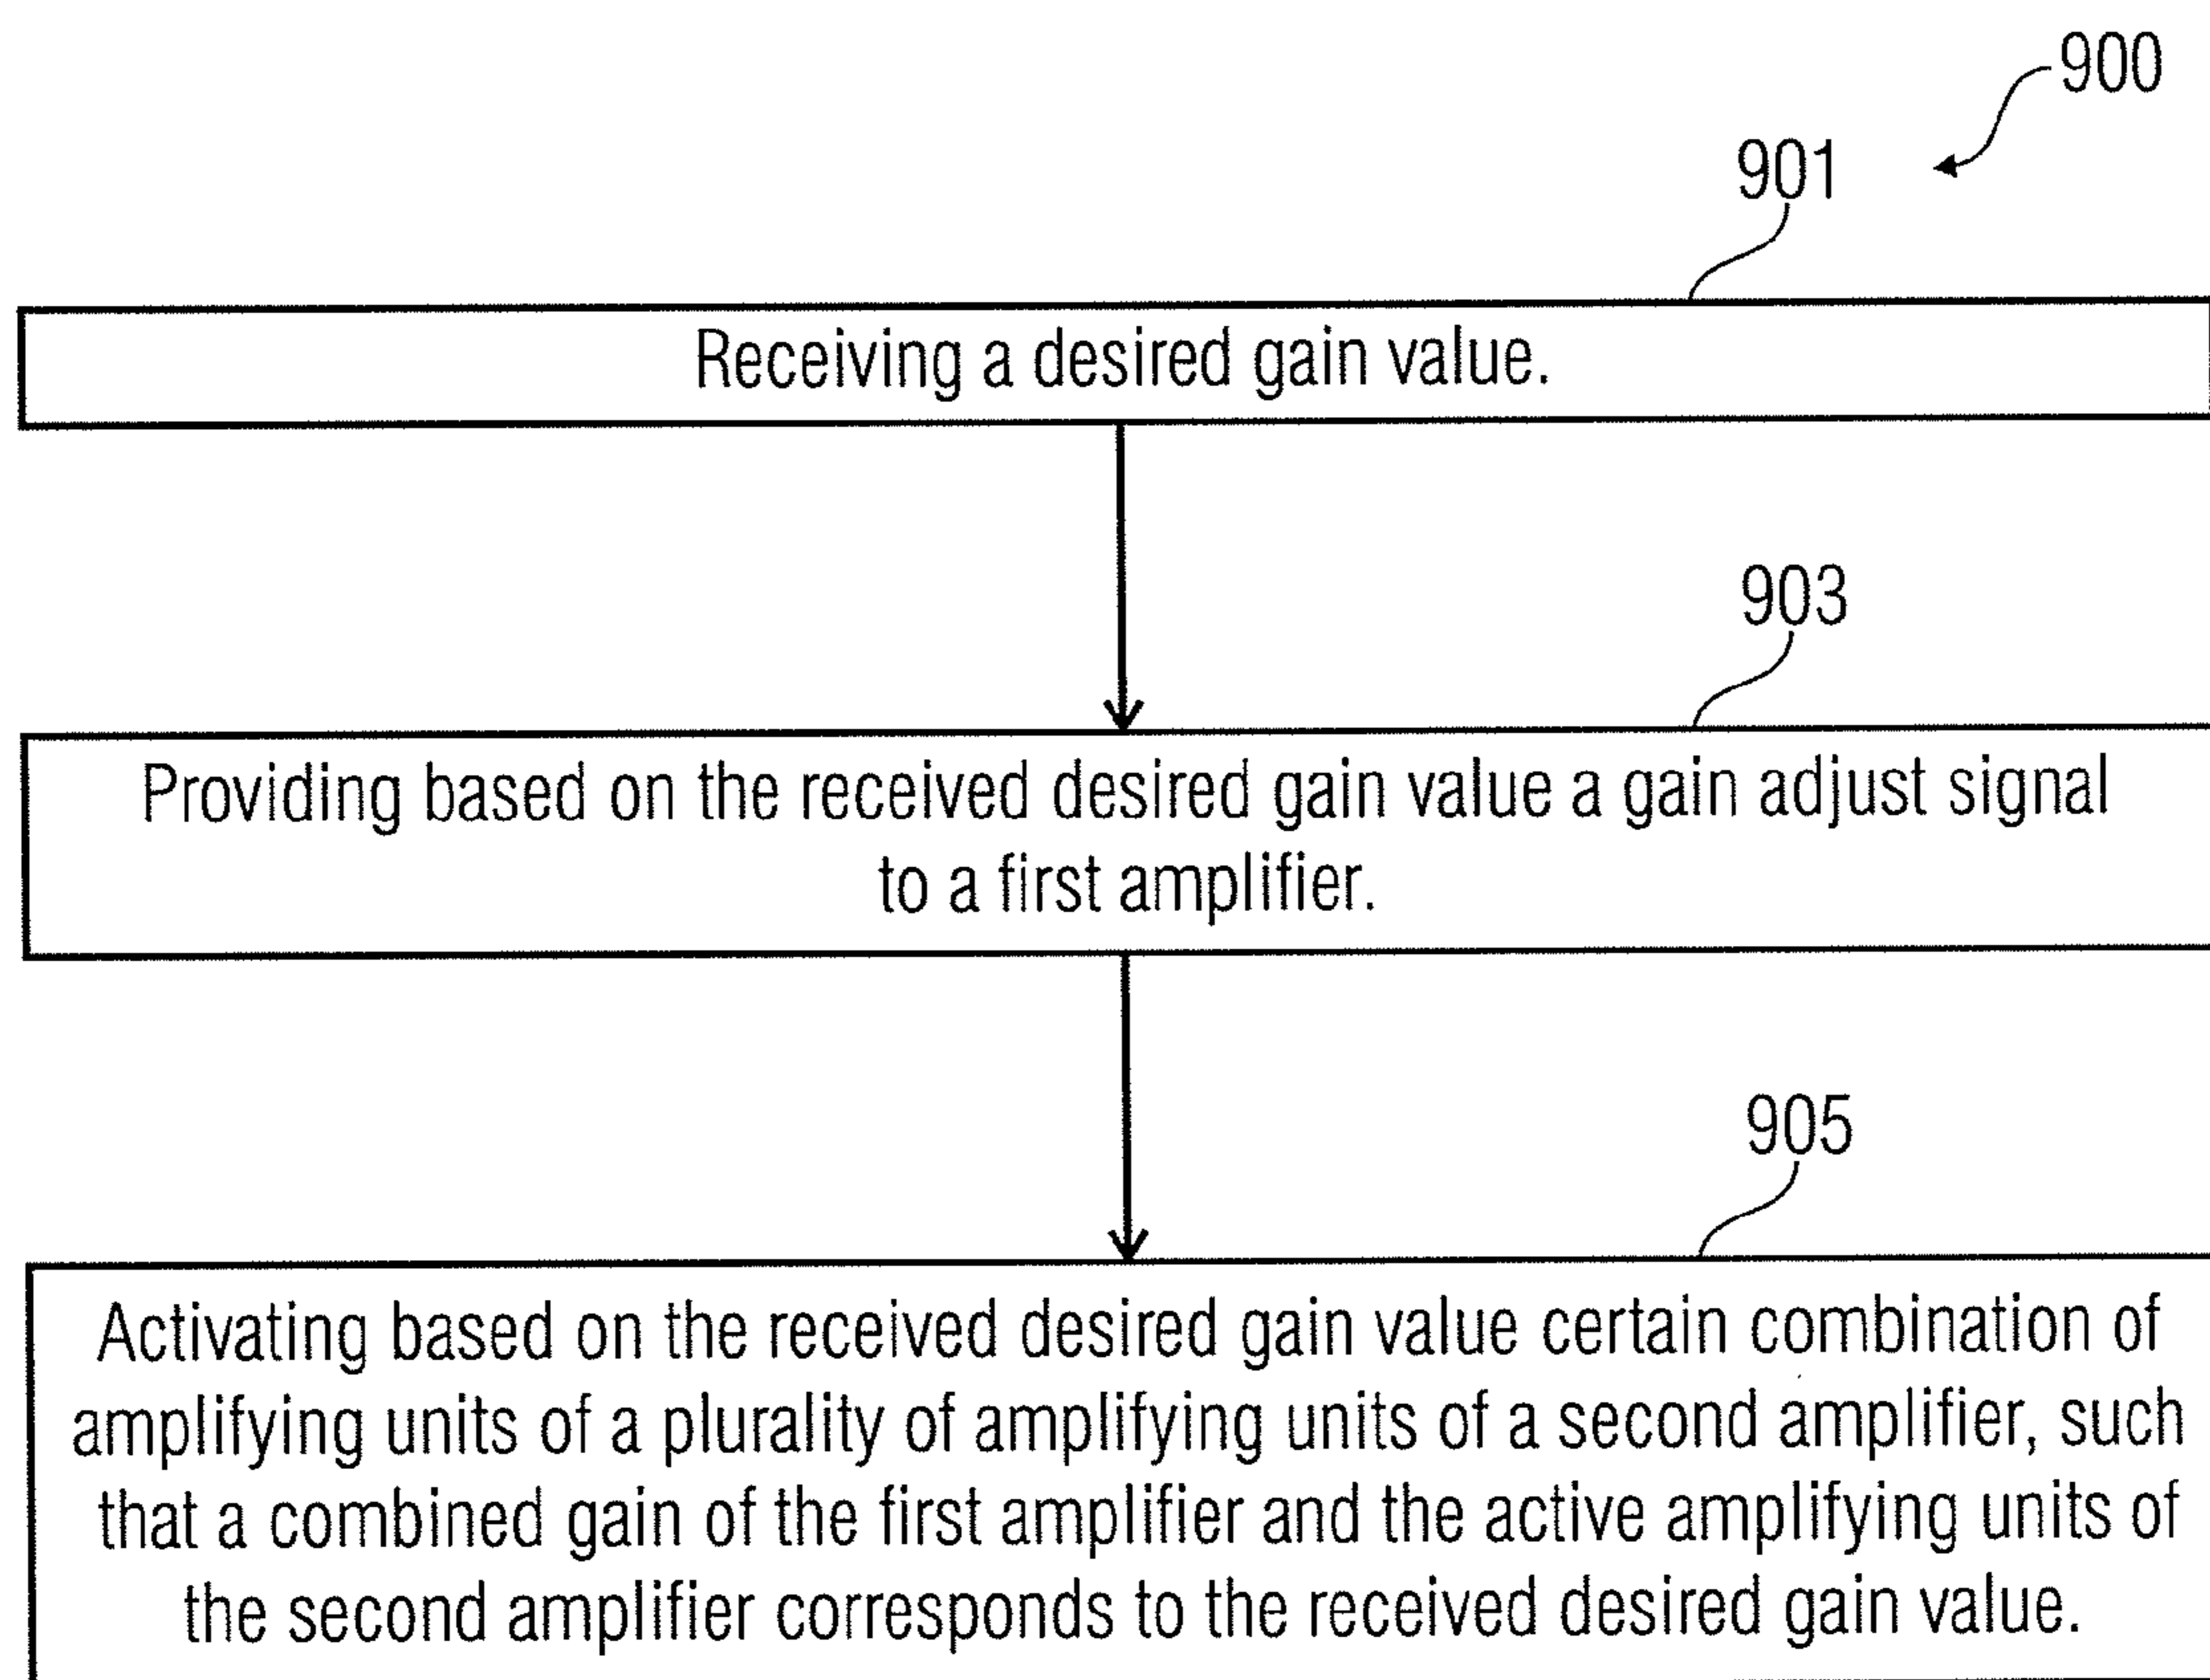 900
901
Receiving a desired gain value.
903
Providing based on the received desired gain value a gain adjust signal
to a first amplifier.
905
Activating based on the received desired gain value certain combination of
amplifying units of a plurality of amplifying units of a second amplifier, such
that a combined gain of the first amplifier and the active amplifying units of
the second amplifier corresponds to the received desired gain value.